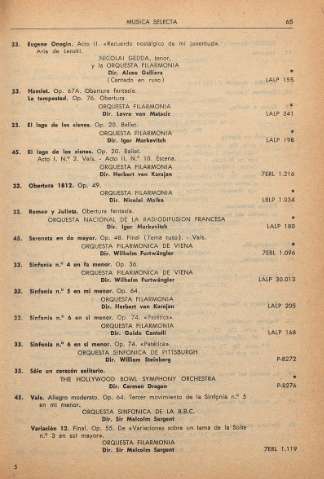 MUSICA SELECTA 65
33. Eugene Onegin. Acto II. «Recuerdo nostálgico de mi juventud».
Aria de Lenski.
NICOLAI GEDDA, tenor,
y la ORQUESTA FILARMONIA
Dir. Alceo Galliera *
(Cantado en ruso) LALP 155
33. Hamlet. Op. 67A. Obertura fantasía.
La tempestad. Op. 76. Obertura
ORQUESTA FILARMONIA *
Dir. Lovro von Matacic LALP 341
33. El lago de los cisnes. Op. 20. Ballet.
ORQUESTA FILARMONIA *
Dir. Igor Markevitch LALP 198
45. El lago de los cisnes. Op. 20. Ballet.
Acto I. N.º 2. Vals. - Acto II. N.º 10. Escena.
ORQUESTA FILARMONIA
Dir. Herbert von Karajan 7ERL 1.216
33. Obertura 1812. Op. 49.
ORQUESTA FILARMONIA *
Dir. Nicolai Malko LBLP 1.034
33. Romeo y Julieta. Obertura fantasía.
ORQUESTA NACIONAL DE LA RADIODIFUSION FRANCESA *
Dir. Igor Markevitch LALP 180
45. Serenata en do mayor. Op. 48. Final (Tema ruso). - Vals.
ORQUESTA FILARMONICA DE VIENA *
Dir. Wilhelm Furtwängler 7ERL 1.096
33. Sinfonía n.º 4 en fa menor. Op. 36.
ORQUESTA FILARMONICA DE VIENA
Dir. Wilhelm Furtwängler LALP 30.013
33. Sinfonía n.º 5 en mi menor. Op. 64.
ORQUESTA FILARMONIA
Dir. Herbert von Karajan LALP 205
33. Sinfonía n.º 6 en si menor. Op. 74. «Patética».
ORQUESTA FILARMONIA
Dir. Guido Cantelli LALP 168
33. Sinfonía n.º 6 en si menor. Op. 74. «Patética».
ORQUESTA SINFONICA DE PITTSBURGH *
Dir. William Steinberg P-8272
33. Sólo un corazón solitario.
THE HOLLYWOOD BOWL SYMPHONY ORCHESTRA *
Dir. Carmen Dragon P-8276
45. Vals. Allegro moderato. Op. 64. Tercer movimiento de la Sinfonía n.º 5
en mi menor.
ORQUESTA SINFONICA DE LA B.B.C.
Dir. Sir Malcolm Sargent
Variación 12. Final. Op. 55. De «Variaciones sobre un tema de la Suite
n.º 3 en sol mayor».
ORQUESTA FILARMONIA
Dir. Sir Malcolm Sargent 7ERL 1.119
5